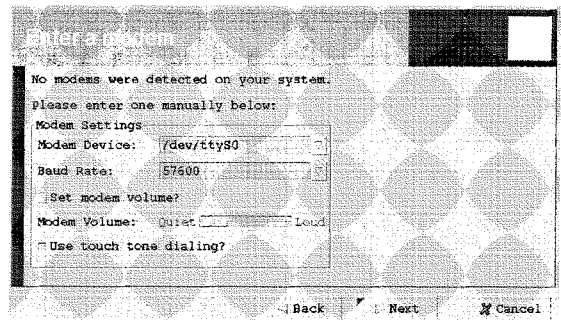 Enter a modem
No modems were detected on your system.
Please enter one manually below:
Modem Settings
Modem Device: /dev/ttyS0
Baud Rate: 57600
Set modem volume?
Modem Volume: Quiet Loud
Use touch tone dialing?
Back Next Cancel